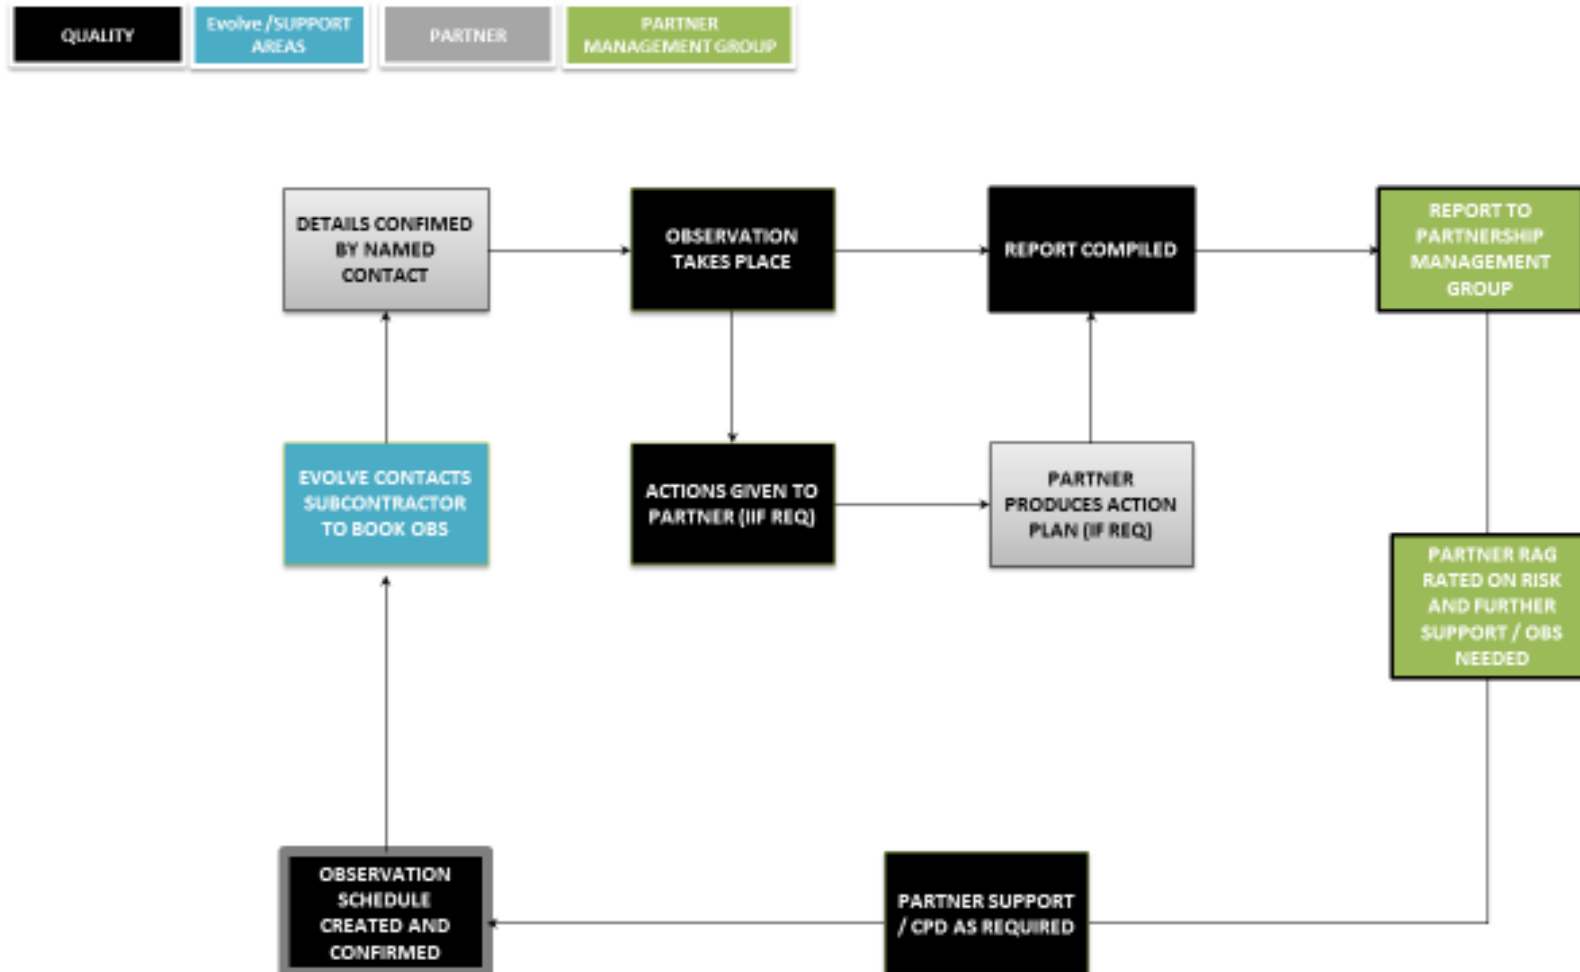 QUALITY
Evolve /SUPPORT
AREAS
PARTNER
PARTNER
MANAGEMENT GROUP
DETAILS CONFIMED
BY NAMED
CONTACT
OBSERVATION
TAKES PLACE
REPORT COMPILED
REPORT TO
PARTNERSHIP
MANAGEMENT
GROUP
EVOLVE CONTACTS
SUBCONTRACTOR
TO BOOK OBS
ACTIONS GIVEN TO
PARTNER (IIF REQ)
PARTNER
PRODUCES ACTION
PLAN (IF REQ)
PARTNER RAG
RATED ON RISK
AND FURTHER
SUPPORT / OBS
NEEDED
OBSERVATION
SCHEDULE
CREATED AND
CONFIRMED
PARTNER SUPPORT
/ CPD AS REQUIRED